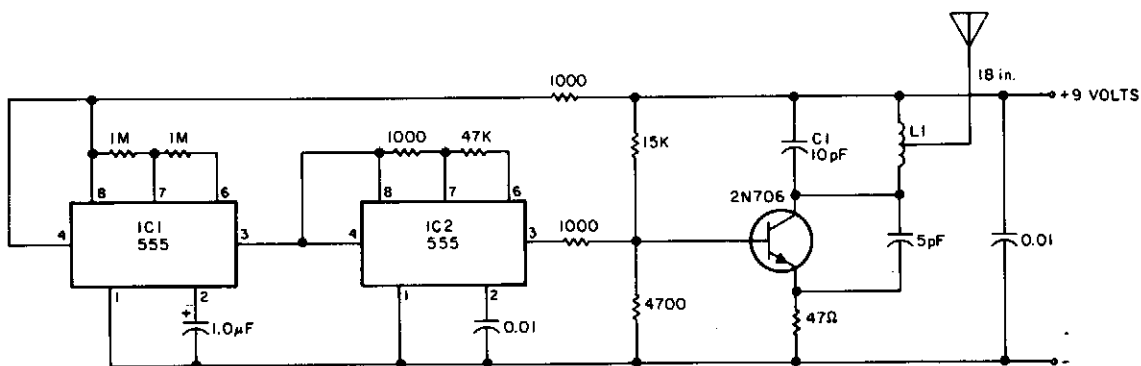 18 in.
1000
+9 VOLTS
L1
1M 1M
1000 47K
15K
C1
10pF
8 7 6
8 7 6
2N706
IC1
555
IC2
555
4 3
4 3
1000
5pF
0.01
1 2
1 2
4700
47Ω
+
1.0µF
0.01
-
-